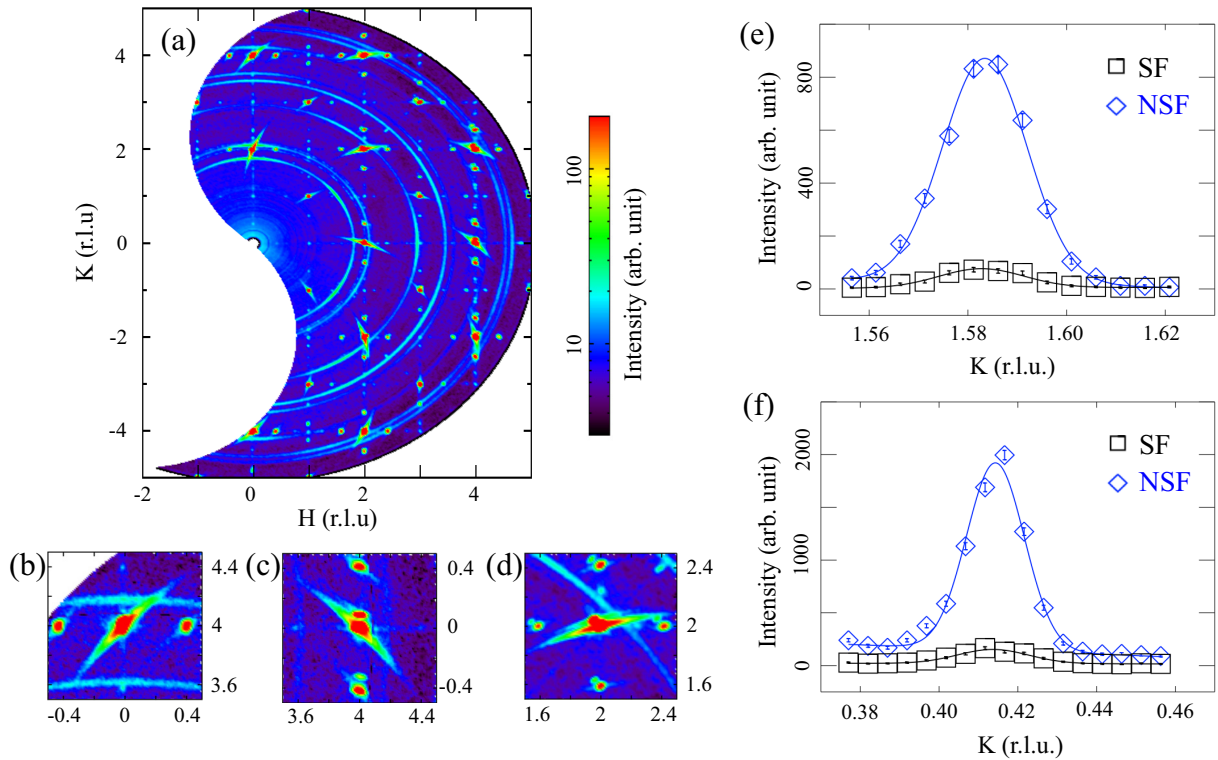 (a)
4
2
0
-2
-4
K (r.l.u)
-2
0
2
4
H (r.l.u)
100
10
Intensity (arb. unit)
(b)
4.4
4
3.6
-0.4
0
0.4
(c)
0.4
0
-0.4
3.6
4
4.4
(d)
2.4
2
1.6
1.6
2
2.4
(e)
800
400
0
Intensity (arb. unit)
SF
NSF
1.56
1.58
1.60
1.62
K (r.l.u.)
(f)
2000
1000
0
Intensity (arb. unit)
SF
NSF
0.38
0.40
0.42
0.44
0.46
K (r.l.u.)